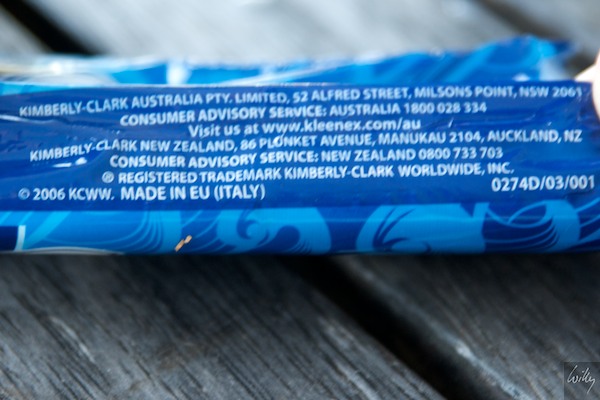 KIMBERLY-CLARK AUSTRALIA PTY. LIMITED, 52 ALFRED STREET, MILSONS POINT, NSW 2061
CONSUMER ADVISORY SERVICE: AUSTRALIA 1800 028 334
Visit us at www.kleenex.com/au
KIMBERLY-CLARK NEW ZEALAND, 86 PLUNKET AVENUE, MANUKAU 2104, AUCKLAND, NZ
CONSUMER ADVISORY SERVICE: NEW ZEALAND 0800 733 703
® REGISTERED TRADEMARK KIMBERLY-CLARK WORLDWIDE, INC.
© 2006 KCWW. MADE IN EU (ITALY) 0274D/03/001
Willy